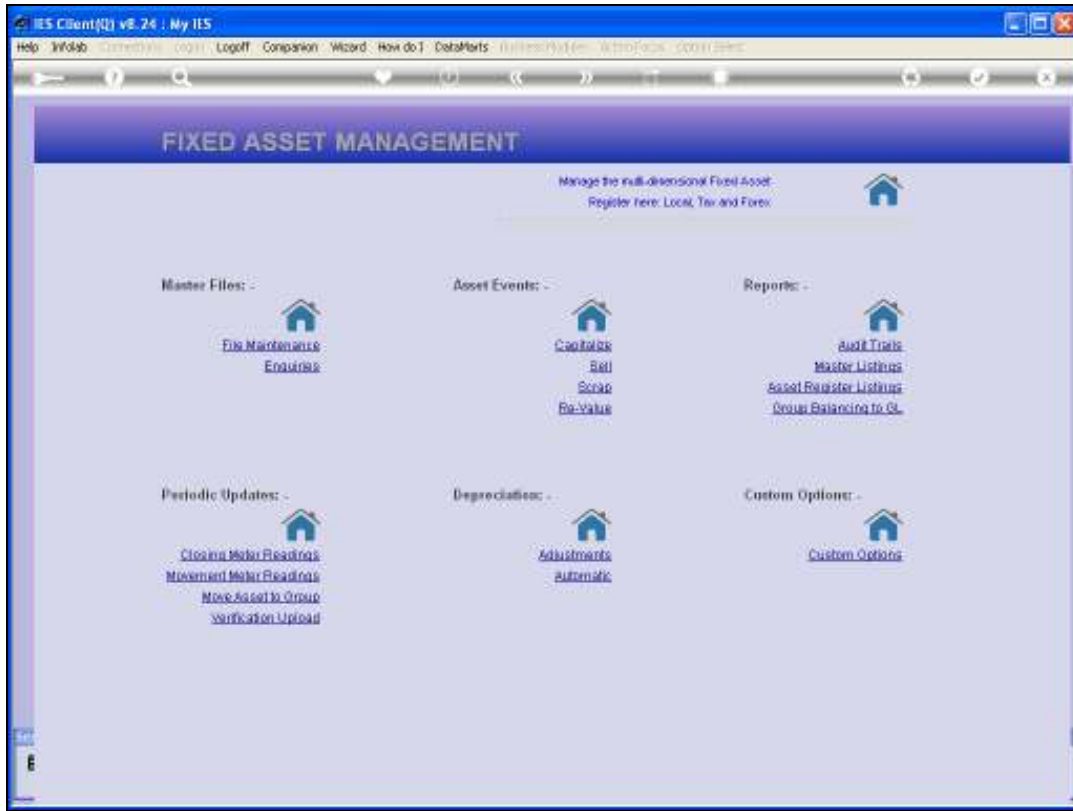 IES Client(Q) v8.24 : My IES
Help Infolab Connections Login Logoff Companion Wizard How do I DataMarts
FIXED ASSET MANAGEMENT
Manage the multi-dimensional Fixed Asset
Register here: Local, Tax and Forex
Master Files: -
File Maintenance
Enquiries
Asset Events: -
Capitalize
Sell
Scrap
Re-Value
Reports: -
Audit Trails
Master Listings
Asset Register Listings
Group Balancing to GL
Periodic Updates: -
Closing Meter Readings
Movement Meter Readings
Move Asset to Group
Verification Upload
Depreciation: -
Adjustments
Automatic
Custom Options: -
Custom Options